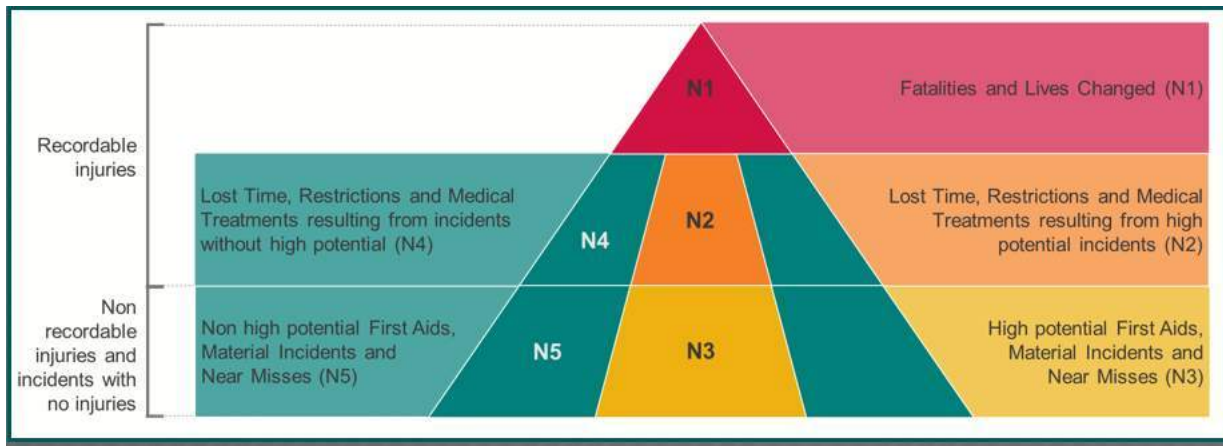 N1
Fatalities and Lives Changed (N1)
Recordable
injuries
Lost Time, Restrictions and Medical
Treatments resulting from incidents
without high potential (N4)
N4
N2
Lost Time, Restrictions and Medical
Treatments resulting from high
potential incidents (N2)
Non
recordable
injuries and
incidents with
no injuries
Non high potential First Aids,
Material Incidents and
Near Misses (N5)
N5
N3
High potential First Aids,
Material Incidents and
Near Misses (N3)